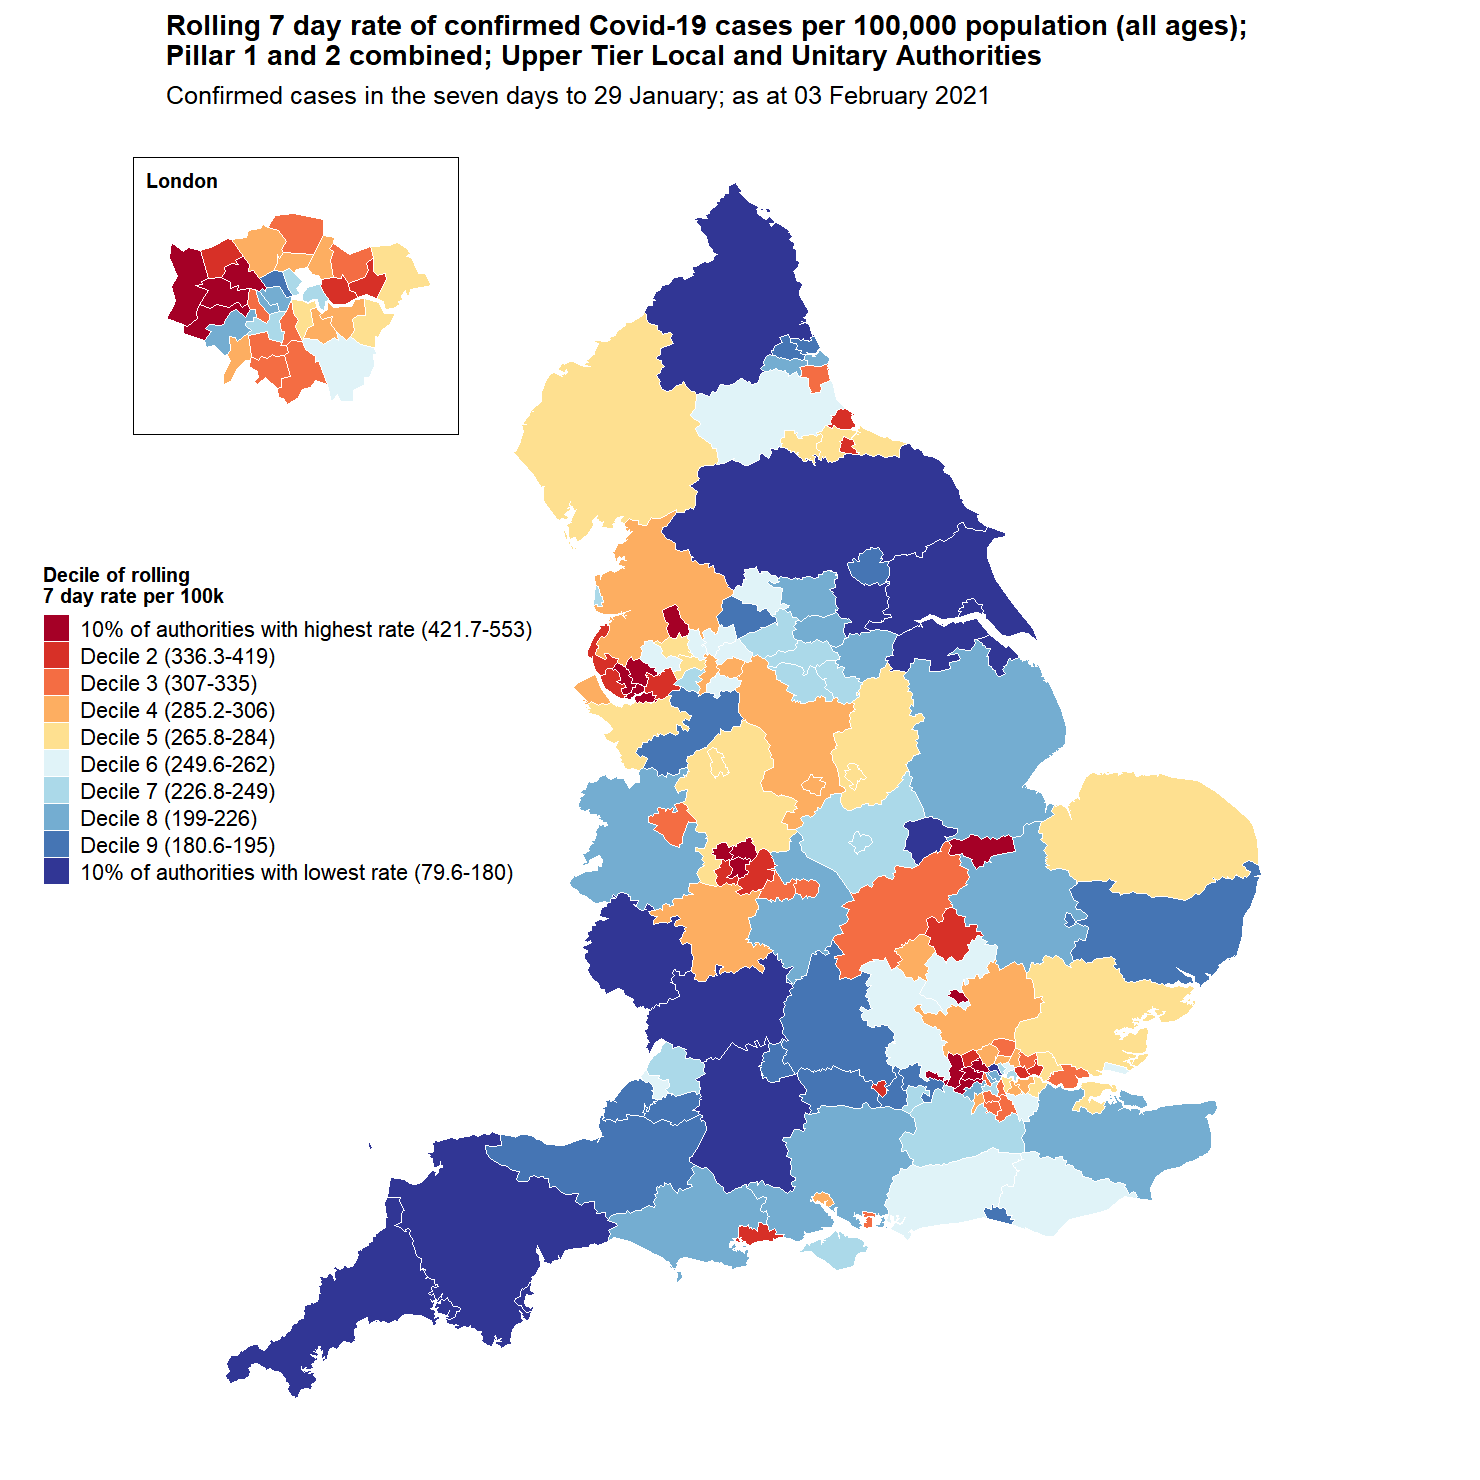 Rolling 7 day rate of confirmed Covid-19 cases per 100,000 population (all ages);
Pillar 1 and 2 combined; Upper Tier Local and Unitary Authorities
Confirmed cases in the seven days to 29 January; as at 03 February 2021
London
Decile of rolling
7 day rate per 100k
10% of authorities with highest rate (421.7-553)
Decile 2 (336.3-419)
Decile 3 (307-335)
Decile 4 (285.2-306)
Decile 5 (265.8-284)
Decile 6 (249.6-262)
Decile 7 (226.8-249)
Decile 8 (199-226)
Decile 9 (180.6-195)
10% of authorities with lowest rate (79.6-180)